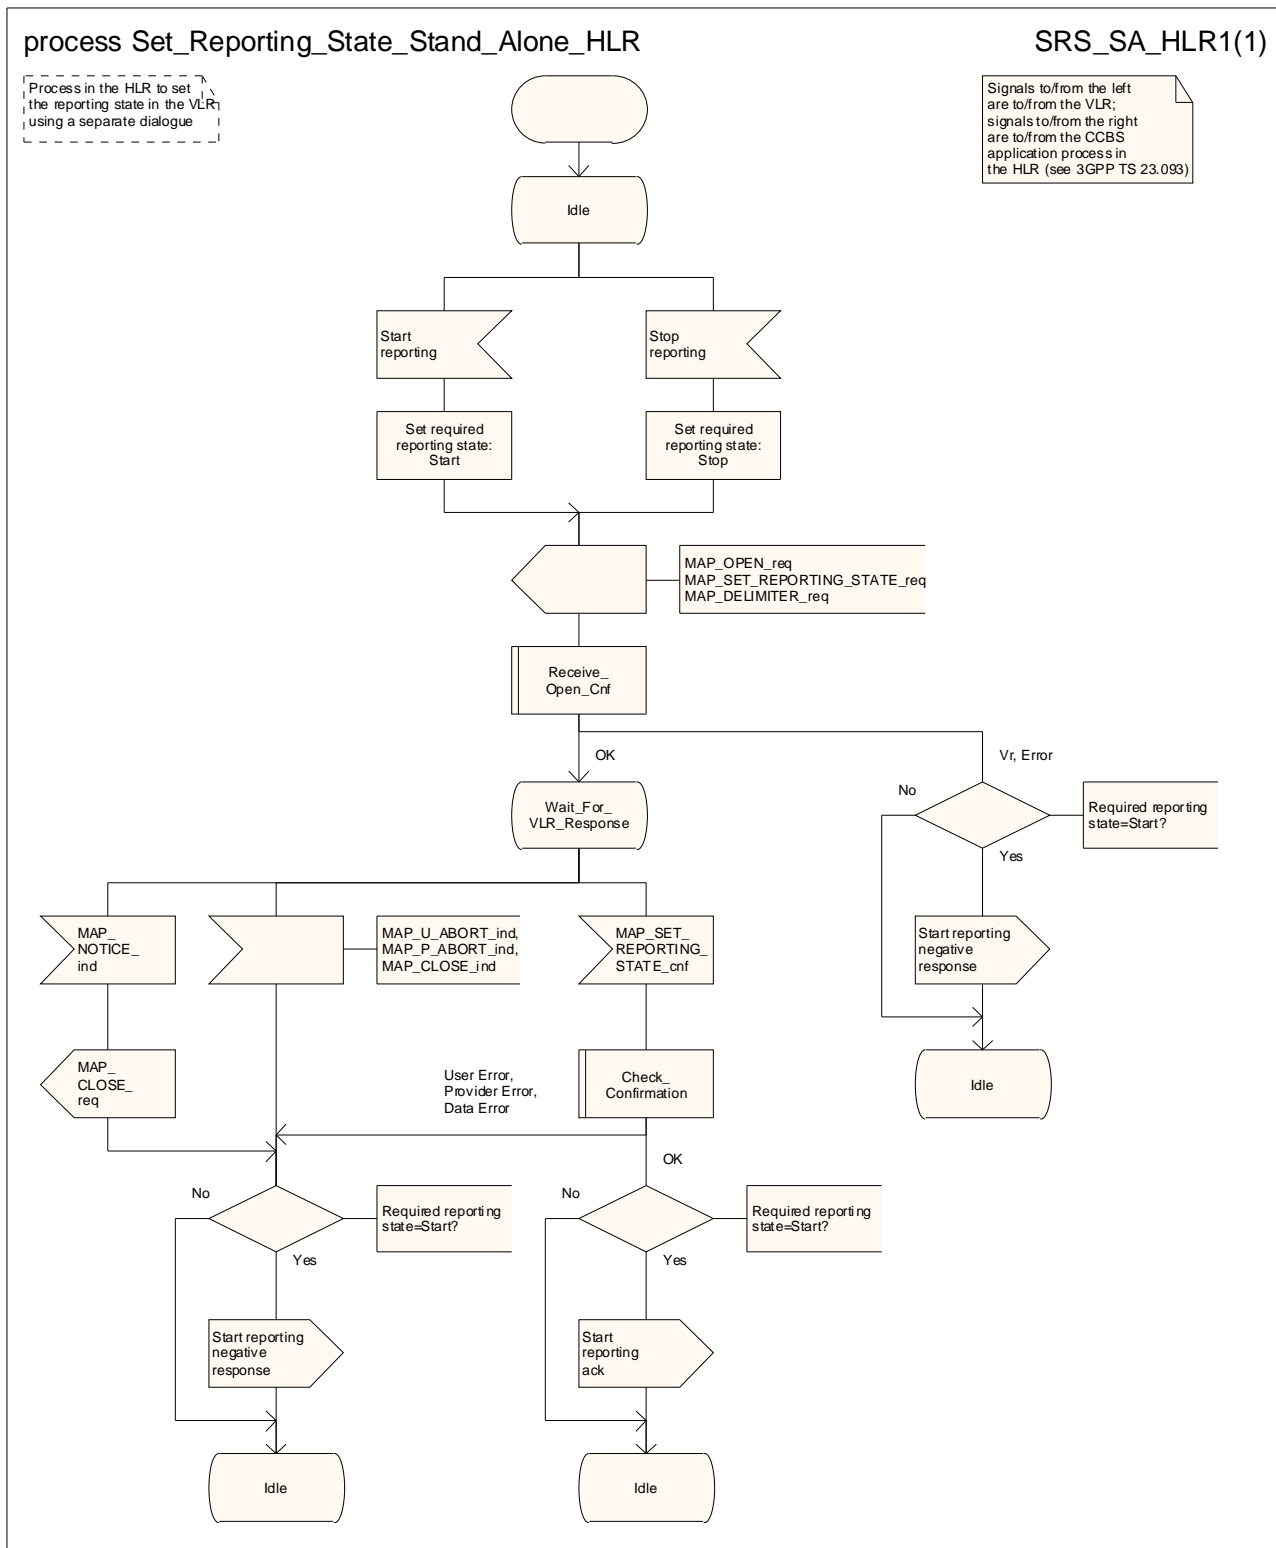 process Set_Reporting_State_Stand_Alone_HLR
SRS_SA_HLR1(1)
Process in the HLR to set
the reporting state in the VLR
using a separate dialogue
Signals to/from the left
are to/from the VLR;
signals to/from the right
are to/from the CCBS
application process in
the HLR (see 3GPP TS 23.093)
Idle
Start
reporting
Stop
reporting
Set required
reporting state:
Start
Set required
reporting state:
Stop
MAP_OPEN_req
MAP_SET_REPORTING_STATE_req
MAP_DELIMITER_req
Receive_
Open_Cnf
OK
Vr, Error
Wait_For_
VLR_Response
No
Required reporting
state=Start?
Yes
MAP_
NOTICE_
ind
MAP_U_ABORT_ind,
MAP_P_ABORT_ind,
MAP_CLOSE_ind
MAP_SET_
REPORTING_
STATE_cnf
Start reporting
negative
response
MAP_
CLOSE_
req
User Error,
Provider Error,
Data Error
Check_
Confirmation
Idle
OK
No
Required reporting
state=Start?
Yes
No
Required reporting
state=Start?
Yes
Start reporting
negative
response
Start
reporting
ack
Idle
Idle